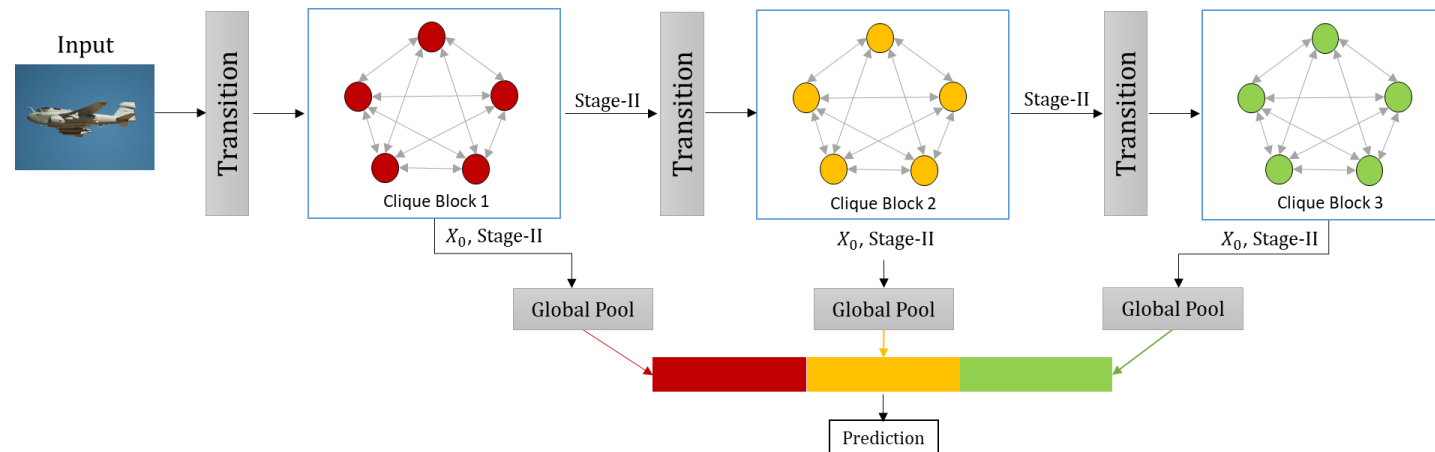 Input
Transition
Clique Block 1
Stage-II
Transition
Clique Block 2
Stage-II
Transition
Clique Block 3
X₀, Stage-II
X₀, Stage-II
X₀, Stage-II
Global Pool
Global Pool
Global Pool
Prediction